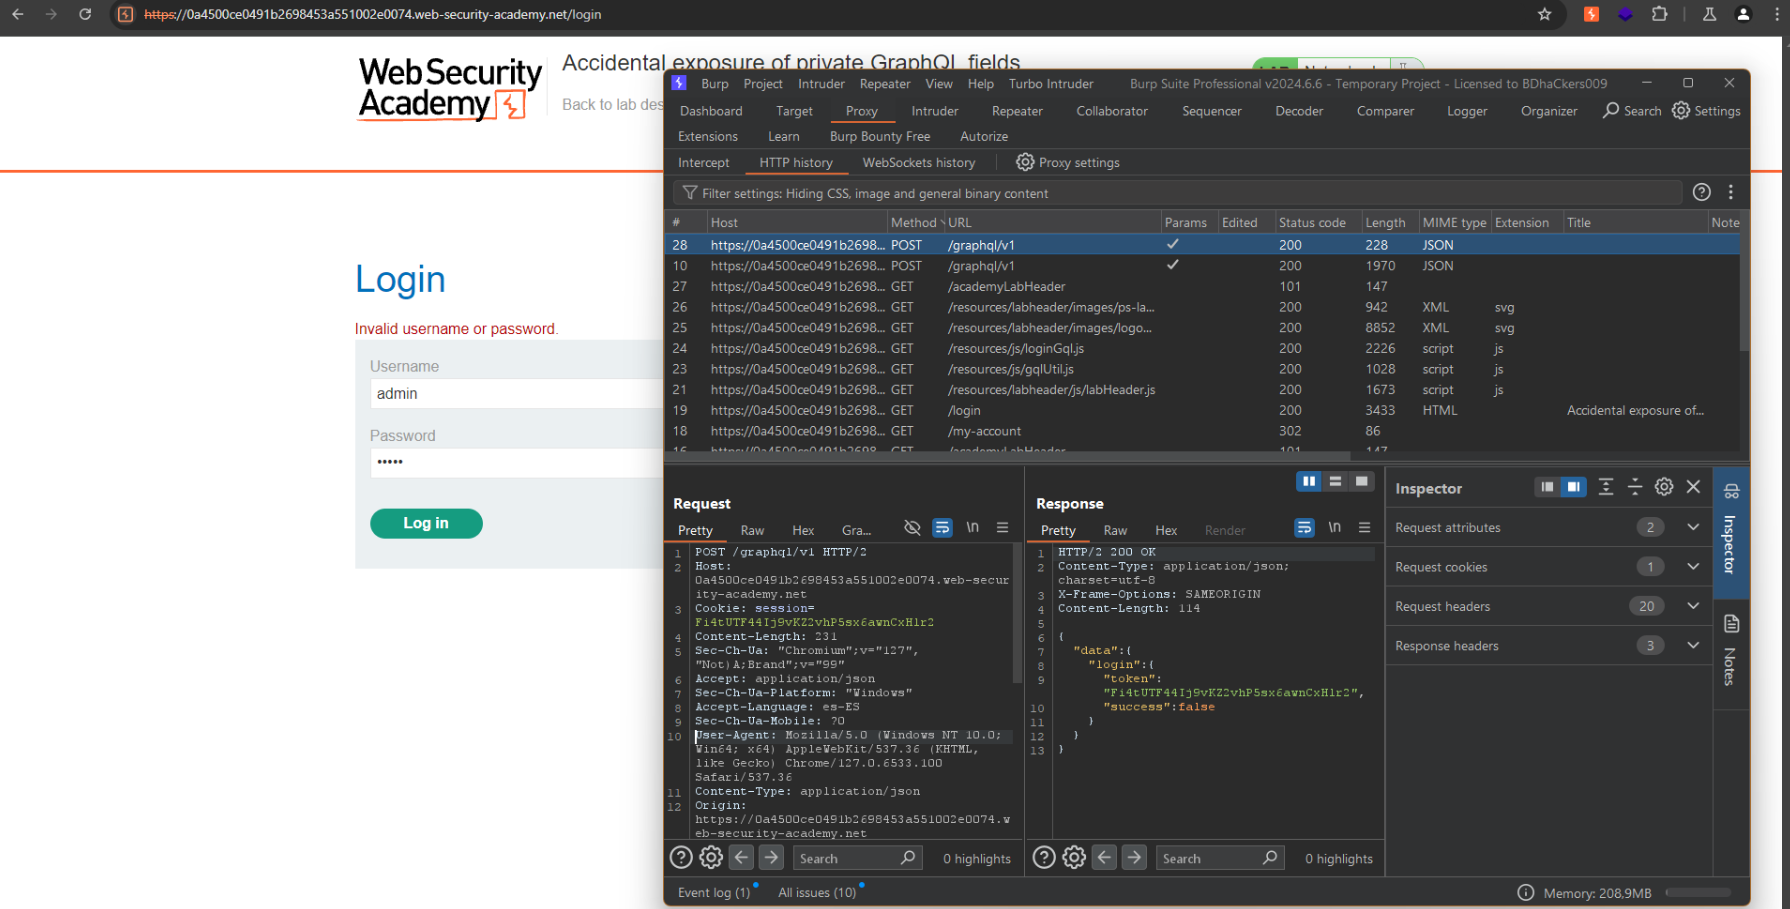 https://0a4500ce0491b2698453a551002e0074.web-security-academy.net/login
Accidental exposure of private GraphQL fields
WebSecurity
Academy
Back to lab des
Login
Invalid username or password.
Username
admin
Password
•••••
Log in
Burp Project Intruder Repeater View Help Turbo Intruder Burp Suite Professional v2024.6.6 - Temporary Project - Licensed to BDhaCkers009
Dashboard Target Proxy Intruder Repeater Collaborator Sequencer Decoder Comparer Logger Organizer Search Settings
Extensions Learn Burp Bounty Free Autorize
Intercept HTTP history WebSockets history Proxy settings
Filter settings: Hiding CSS, image and general binary content
# Host Method URL Params Edited Status code Length MIME type Extension Title Note
28 https://0a4500ce0491b2698... POST /graphql/v1 ✓ 200 228 JSON
10 https://0a4500ce0491b2698... POST /graphql/v1 ✓ 200 1970 JSON
27 https://0a4500ce0491b2698... GET /academyLabHeader 101 147
26 https://0a4500ce0491b2698... GET /resources/labheader/images/ps-la... 200 942 XML svg
25 https://0a4500ce0491b2698... GET /resources/labheader/images/logo... 200 8852 XML svg
24 https://0a4500ce0491b2698... GET /resources/js/loginGql.js 200 2226 script js
23 https://0a4500ce0491b2698... GET /resources/js/gqlUtil.js 200 1028 script js
21 https://0a4500ce0491b2698... GET /resources/labheader/js/labHeader.js 200 1673 script js
19 https://0a4500ce0491b2698... GET /login 200 3433 HTML Accidental exposure of...
18 https://0a4500ce0491b2698... GET /my-account 302 86
16 https://0a4500ce0491b2698... GET /academyLabHeader 101 147
Request
Pretty Raw Hex Gra... \n
1 POST /graphql/v1 HTTP/2
2 Host:
0a4500ce0491b2698453a551002e0074.web-secur
ity-academy.net
3 Cookie: session=
Fi4tUTF44Ij9vKZ2vhP5sx6awnCxH1r2
4 Content-Length: 231
5 Sec-Ch-Ua: "Chromium";v="127",
"Not)A;Brand";v="99"
6 Accept: application/json
7 Sec-Ch-Ua-Platform: "Windows"
8 Accept-Language: es-ES
9 Sec-Ch-Ua-Mobile: ?0
10 User-Agent: Mozilla/5.0 (Windows NT 10.0;
Win64; x64) AppleWebKit/537.36 (KHTML,
like Gecko) Chrome/127.0.6533.100
Safari/537.36
11 Content-Type: application/json
12 Origin:
https://0a4500ce0491b2698453a551002e0074.w
eb-security-academy.net
Search 0 highlights
Response
Pretty Raw Hex Render \n
1 HTTP/2 200 OK
2 Content-Type: application/json;
charset=utf-8
3 X-Frame-Options: SAMEORIGIN
4 Content-Length: 114
5
6 {
7 "data":{
8 "login":{
9 "token":
"Fi4tUTF44Ij9vKZ2vhP5sx6awnCxH1r2",
10 "success":false
11 }
12 }
13 }
Search 0 highlights
Inspector
Request attributes 2
Request cookies 1
Request headers 20
Response headers 3
Inspector
Notes
Event log (1) All issues (10) Memory: 208,9MB